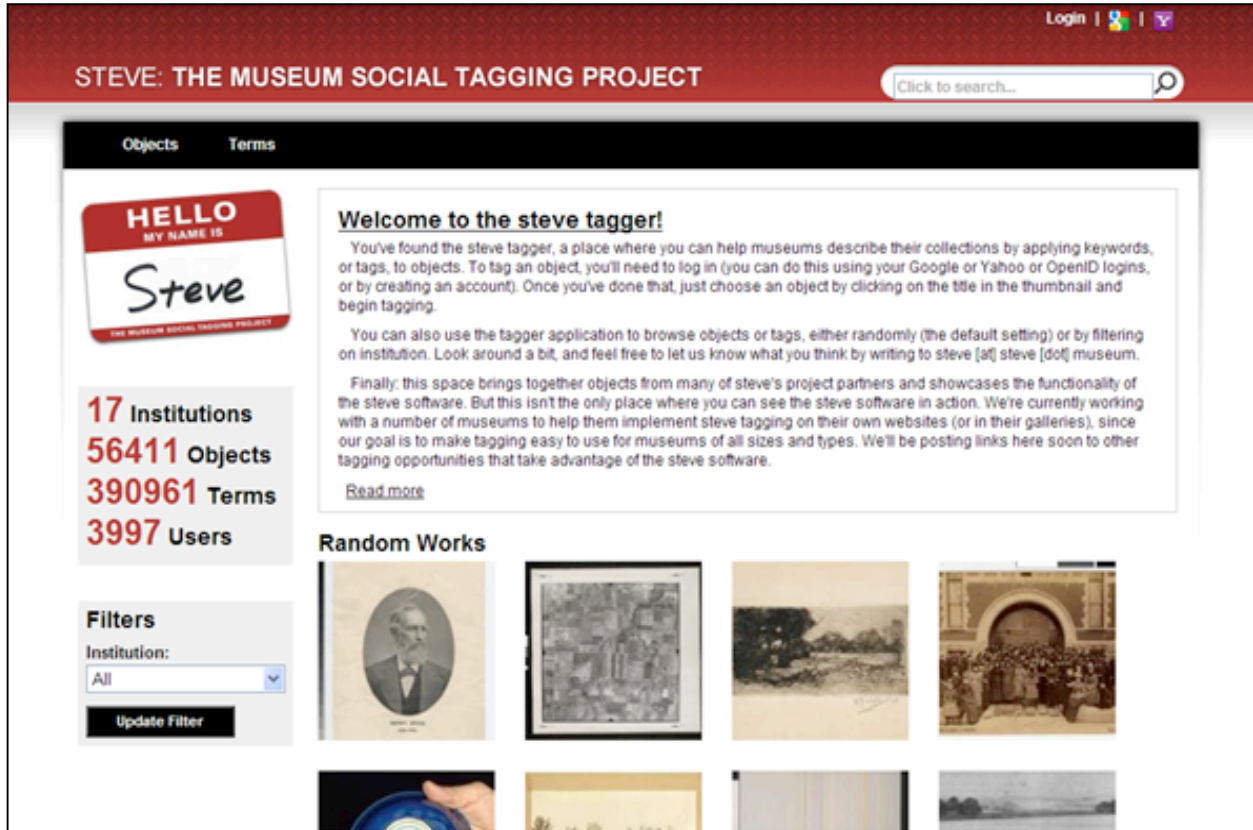 Login | |
STEVE: THE MUSEUM SOCIAL TAGGING PROJECT
Click to search...
Objects Terms
HELLO
MY NAME IS
Steve
THE MUSEUM SOCIAL TAGGING PROJECT
17 Institutions
56411 Objects
390961 Terms
3997 Users
Filters
Institution:
All
Update Filter
Welcome to the steve tagger!
You've found the steve tagger, a place where you can help museums describe their collections by applying keywords,
or tags, to objects. To tag an object, you'll need to log in (you can do this using your Google or Yahoo or OpenID logins,
or by creating an account). Once you've done that, just choose an object by clicking on the title in the thumbnail and
begin tagging.
You can also use the tagger application to browse objects or tags, either randomly (the default setting) or by filtering
on institution. Look around a bit, and feel free to let us know what you think by writing to steve [at] steve [dot] museum.
Finally: this space brings together objects from many of steve's project partners and showcases the functionality of
the steve software. But this isn't the only place where you can see the steve software in action. We're currently working
with a number of museums to help them implement steve tagging on their own websites (or in their galleries), since
our goal is to make tagging easy to use for museums of all sizes and types. We'll be posting links here soon to other
tagging opportunities that take advantage of the steve software.
Read more
Random Works